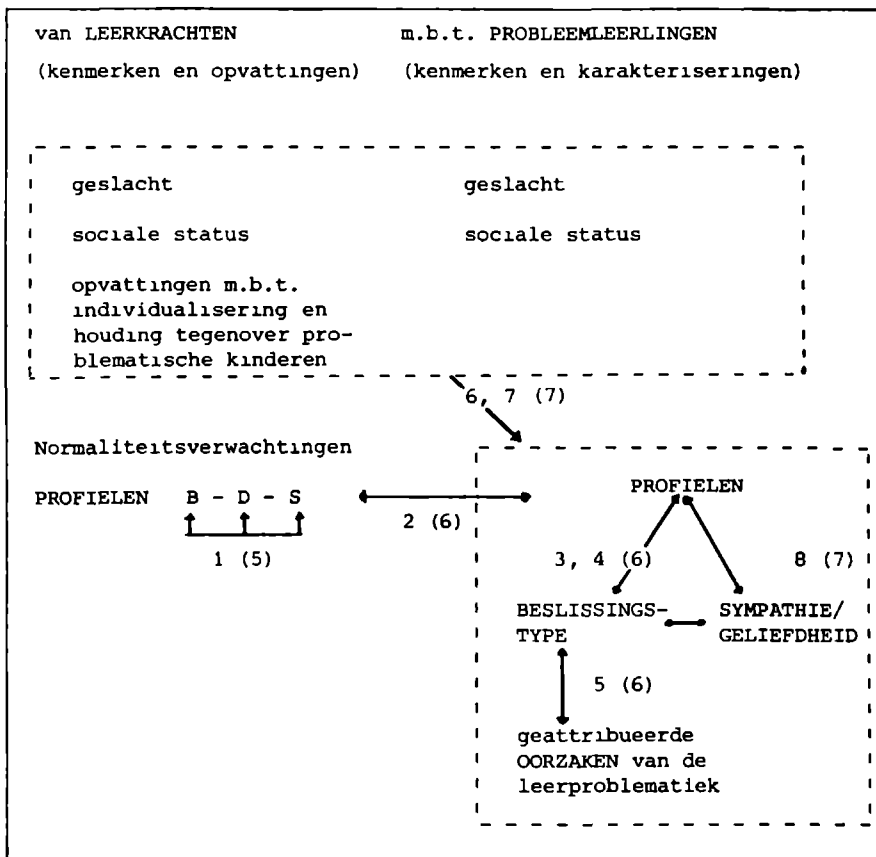 van LEERKRACHTEN m.b.t. PROBLEEMLEERLINGEN
(kenmerken en opvattingen) (kenmerken en karakteriseringen)
geslacht geslacht
sociale status sociale status
opvattingen m.b.t.
individualisering en
houding tegenover pro-
blematische kinderen
6, 7 (7)
Normaliteitsverwachtingen
PROFIELEN B - D - S
2 (6)
1 (5)
PROFIELEN
3, 4 (6) 8 (7)
BESLISSINGS- SYMPATHIE/
TYPE GELIEFDHEID
5 (6)
geattribueerde
OORZAKEN van de
leerproblematiek